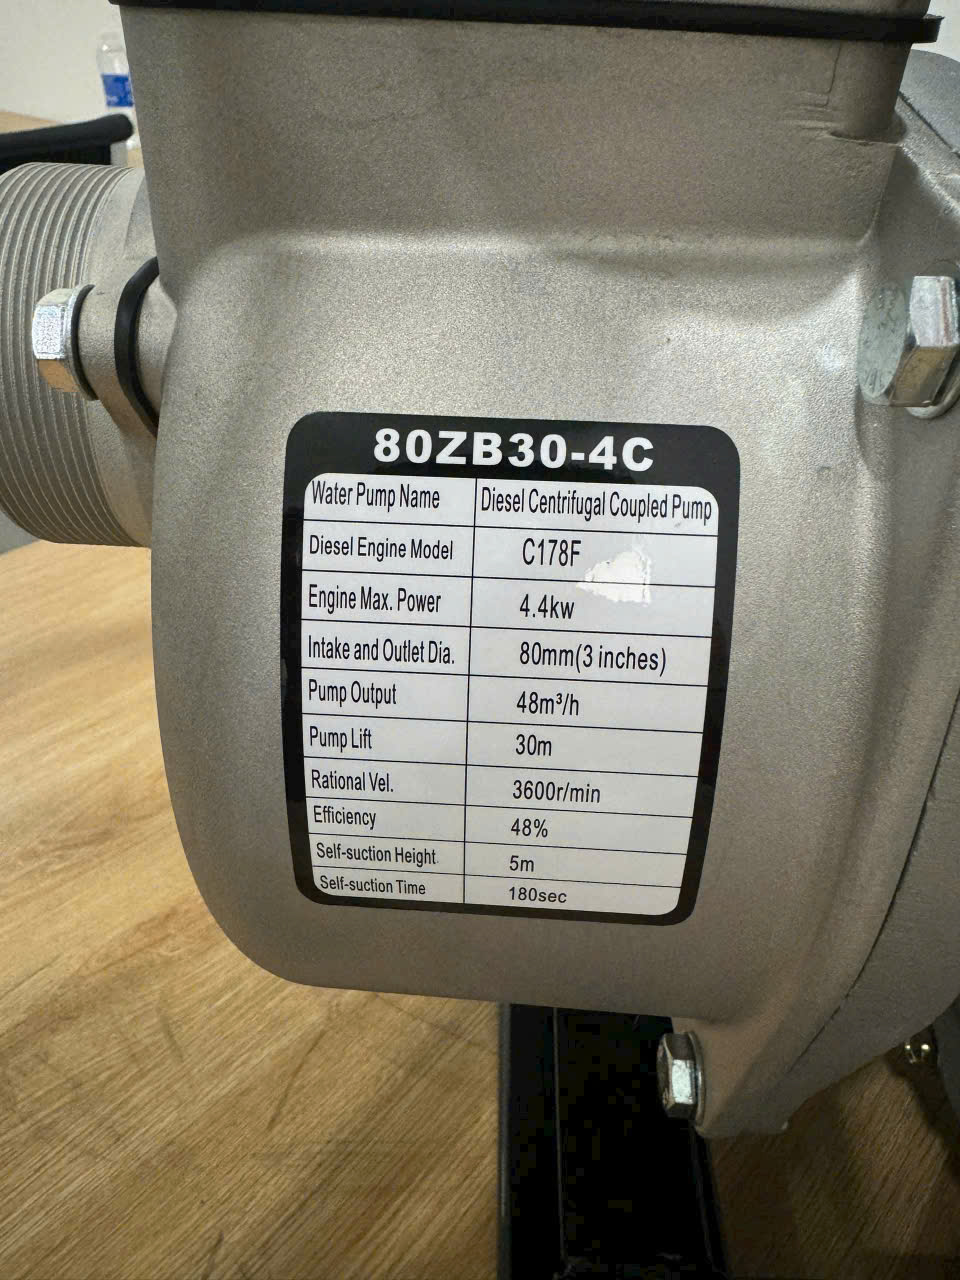 80ZB30-4C
Water Pump Name Diesel Centrifugal Coupled Pump
Diesel Engine Model C178F
Engine Max. Power 4.4kw
Intake and Outlet Dia. 80mm(3 inches)
Pump Output 48m³/h
Pump Lift 30m
Rational Vel. 3600r/min
Efficiency 48%
Self-suction Height 5m
Self-suction Time 180sec